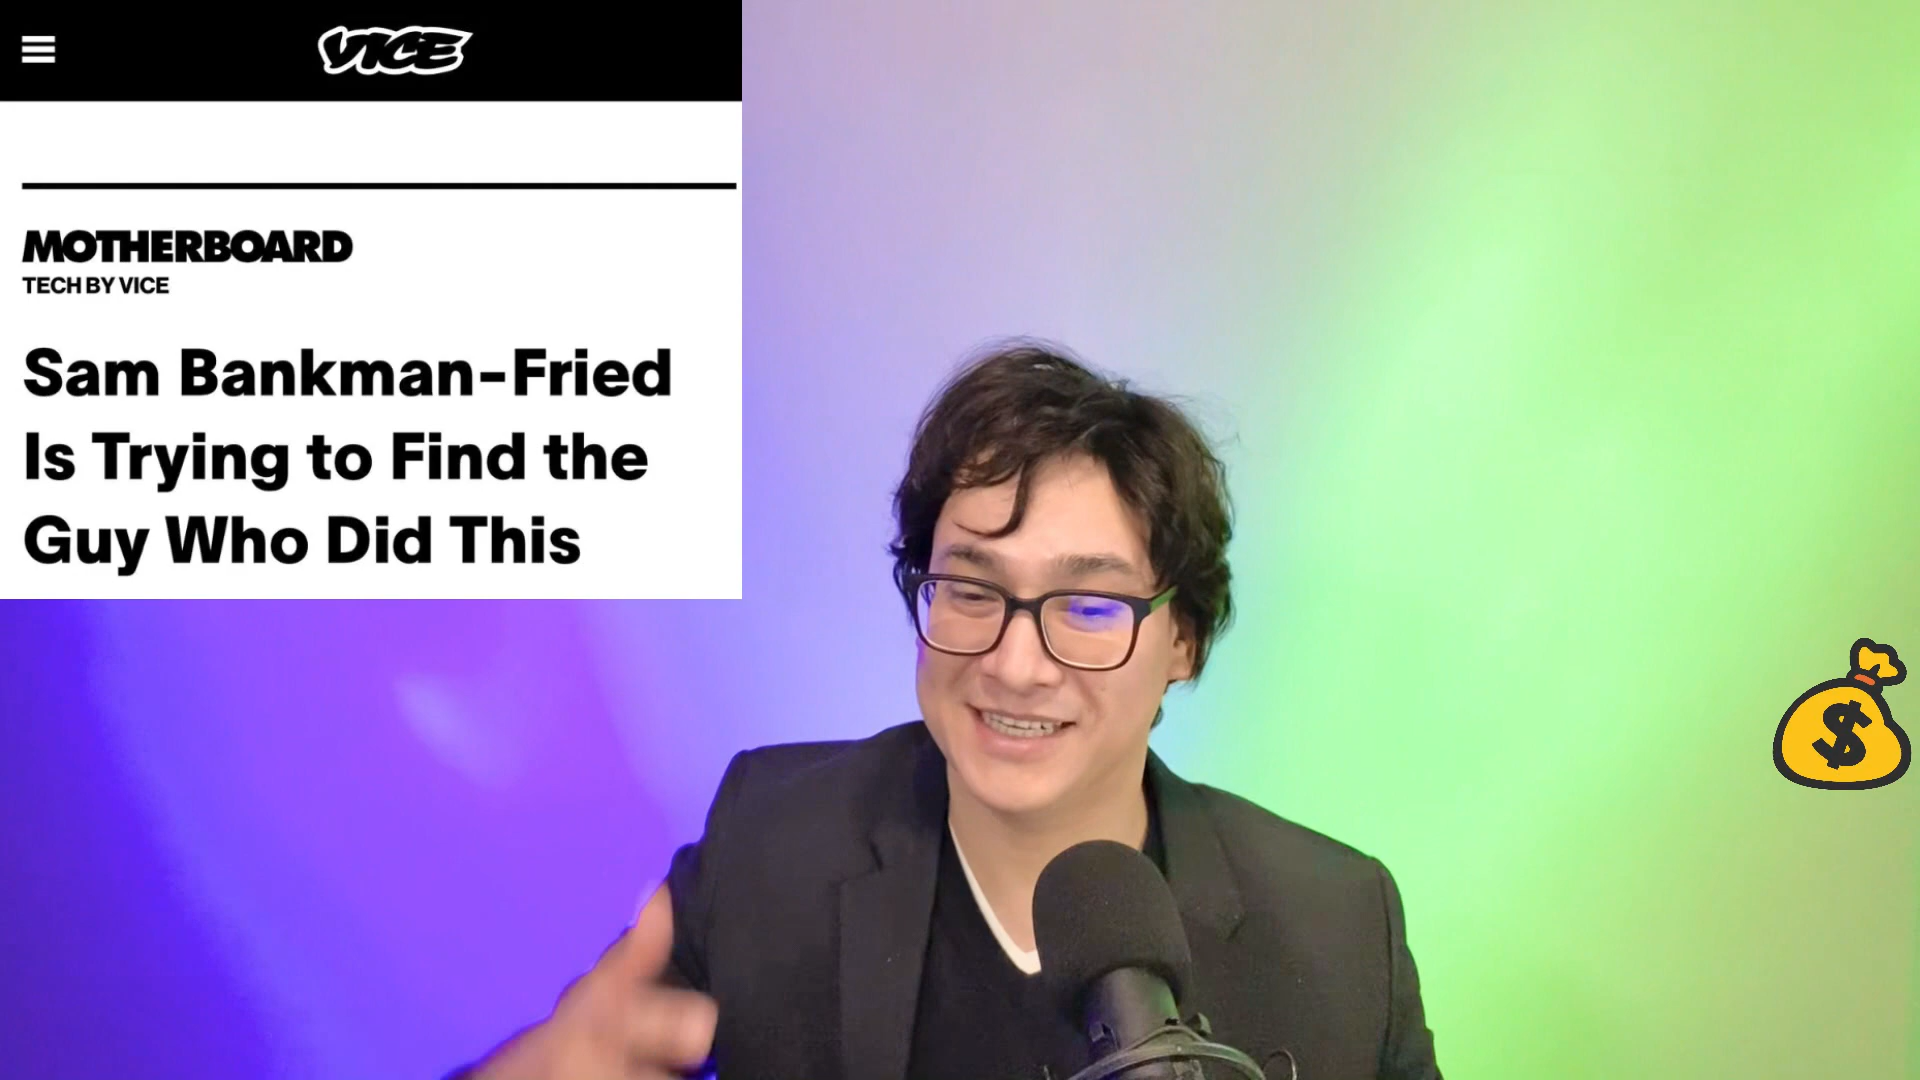 VICE
MOTHERBOARD
TECH BY VICE
Sam Bankman-Fried
Is Trying to Find the
Guy Who Did This
$